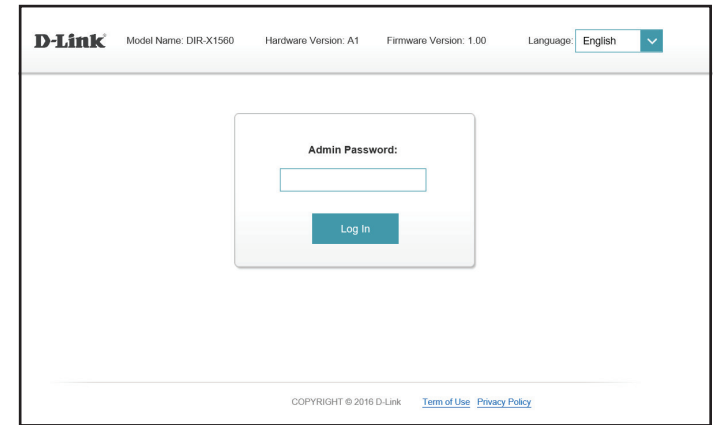 D-Link Model Name: DIR-X1560 Hardware Version: A1 Firmware Version: 1.00 Language: English
Admin Password:
Log In
COPYRIGHT © 2016 D-Link Term of Use Privacy Policy